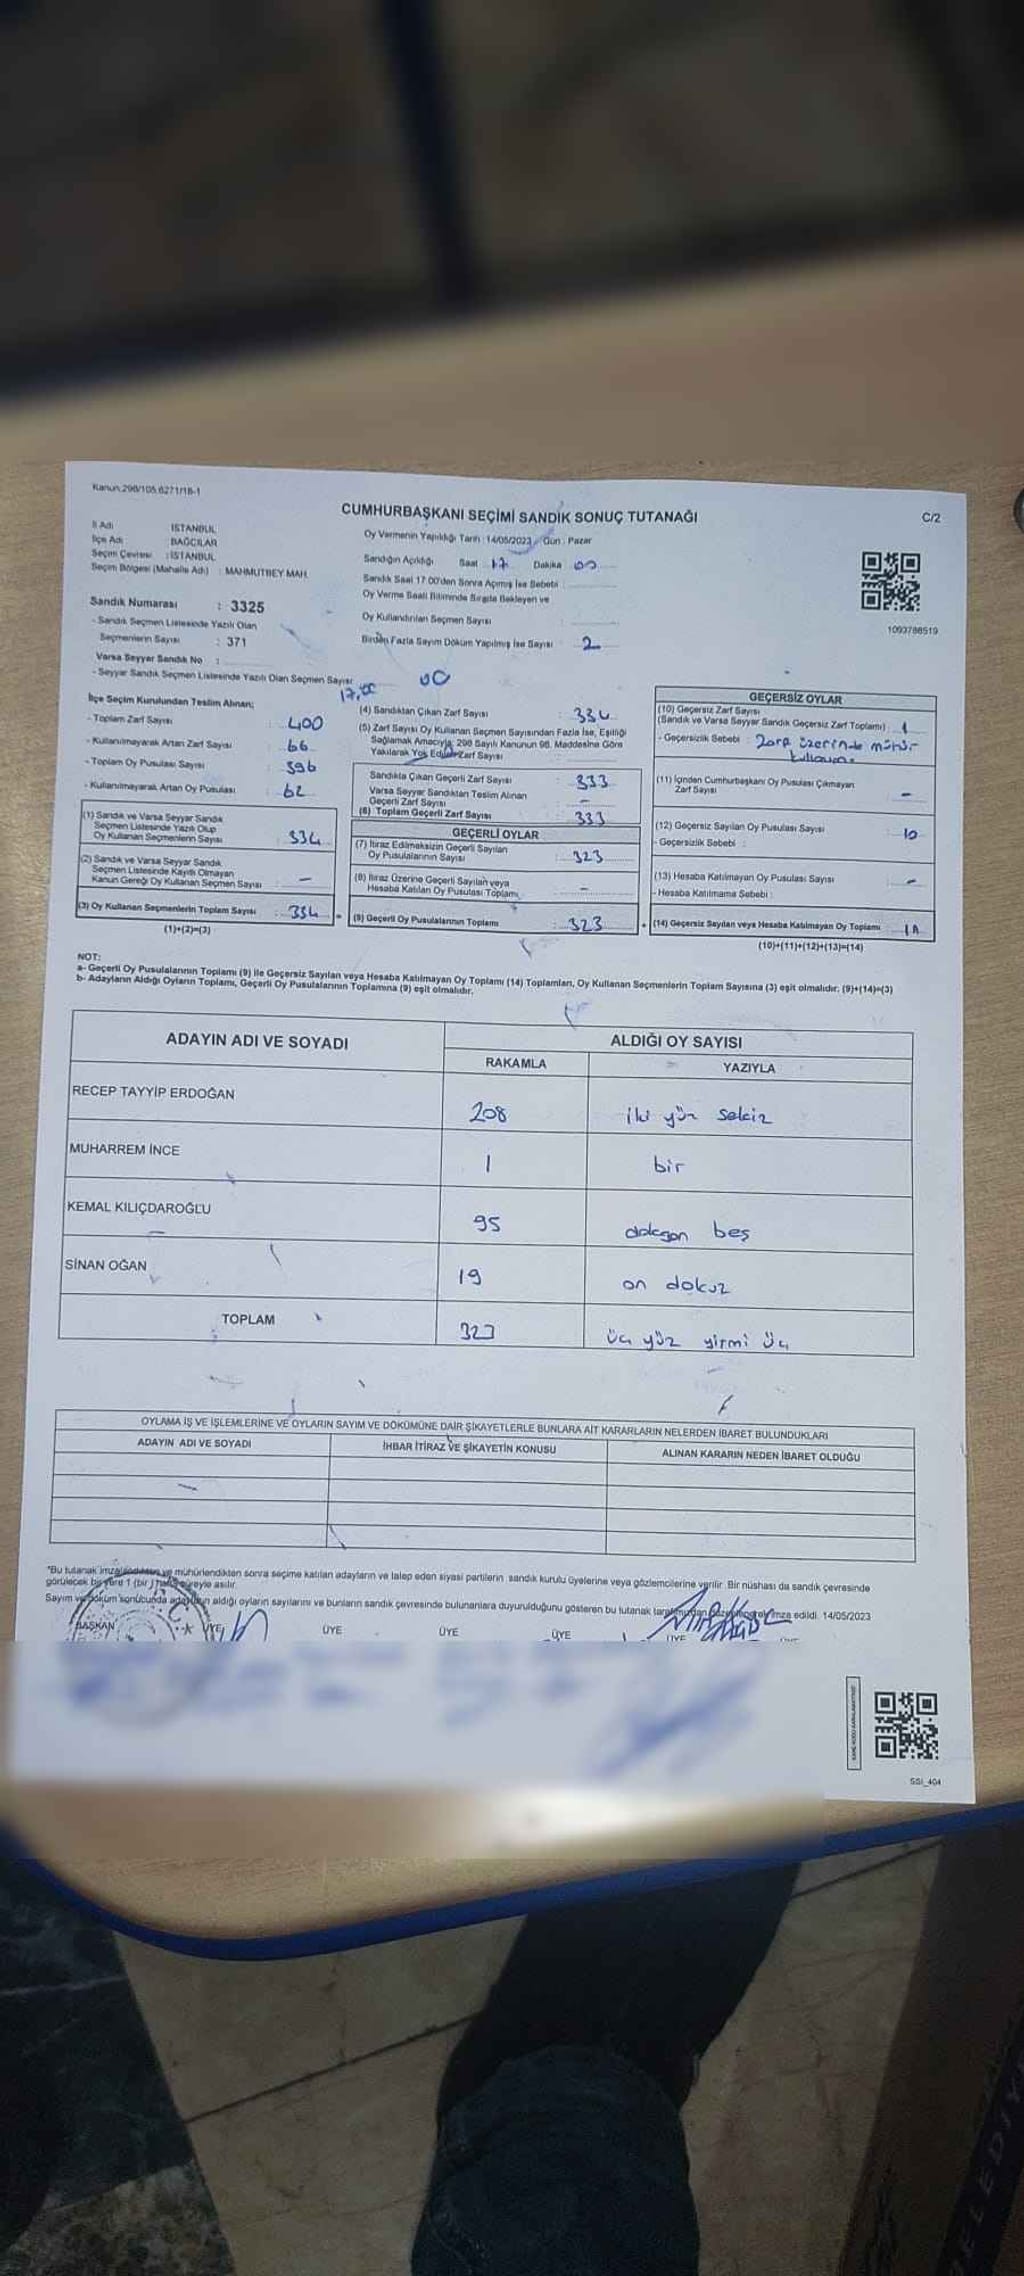 Kanun.298/105,6271/18-1
CUMHURBAŞKANI SEÇİMİ SANDIK SONUÇ TUTANAĞI
C/2
İl Adı : İSTANBUL
İlçe Adı : BAĞCILAR
Seçim Çevresi : İSTANBUL
Seçim Bölgesi (Mahalle Adı) : MAHMUTBEY MAH.
Sandık Numarası : 3325
- Sandık Seçmen Listesinde Yazılı Olan
Seçmenlerin Sayısı : 371
Varsa Seyyar Sandık No :
- Seyyar Sandık Seçmen Listesinde Yazılı Olan Seçmen Sayısı
Oy Vermenin Yapıldığı Tarih : 14/05/2023 Gün : Pazar
Sandığın Açıldığı Saat 17 Dakika 00
Sandık Saat 17:00'den Sonra Açımış İse Sebebi :
Oy Verme Saati Bitiminde Sırada Bekleyen ve
Oy Kullandırılan Seçmen Sayısı :
Birden Fazla Sayım Döküm Yapılmış İse Sayısı : 2
1093788519
17,00
00
İlçe Seçim Kurulundan Teslim Alınan;
- Toplam Zarf Sayısı : 400
- Kullanılmayarak Artan Zarf Sayısı : 66
- Toplam Oy Pusulası Sayısı : 396
- Kullanılmayarak Artan Oy Pusulası : 62
(1) Sandık ve Varsa Seyyar Sandık
Seçmen Listesinde Yazılı Olup
Oy Kullanan Seçmenlerin Sayısı : 334
(2) Sandık ve Varsa Seyyar Sandık
Seçmen Listesinde Kayıtlı Olmayan
Kanun Gereği Oy Kullanan Seçmen Sayısı : -
(3) Oy Kullanan Seçmenlerin Toplam Sayısı : 334
(1)+(2)=(3)
(4) Sandıktan Çıkan Zarf Sayısı : 334
(5) Zarf Sayısı Oy Kullanan Seçmen Sayısından Fazla İse, Eşitliği
Sağlamak Amacıyla; 298 Sayılı Kanunun 98. Maddesine Göre
Yakılarak Yok Edilen Zarf Sayısı :
Sandıkta Çıkan Geçerli Zarf Sayısı : 333
Varsa Seyyar Sandıktan Teslim Alınan
Geçerli Zarf Sayısı : -
(6) Toplam Geçerli Zarf Sayısı : 333
GEÇERLİ OYLAR
(7) İtiraz Edilmeksizin Geçerli Sayılan
Oy Pusulalarının Sayısı : 323
(8) İtiraz Üzerine Geçerli Sayılan veya
Hesaba Katılan Oy Pusulası Toplamı : -
(9) Geçerli Oy Pusulalarının Toplamı : 323
GEÇERSİZ OYLAR
(10) Geçersiz Zarf Sayısı
(Sandık ve Varsa Seyyar Sandık Geçersiz Zarf Toplamı) : 1
- Geçersizlik Sebebi : Zarf üzerinde mühür
(11) İçinden Cumhurbaşkanı Oy Pusulası Çıkmayan
Zarf Sayısı : -
(12) Geçersiz Sayılan Oy Pusulası Sayısı : 10
- Geçersizlik Sebebi :
(13) Hesaba Katılmayan Oy Pusulası Sayısı : -
- Hesaba Katılmama Sebebi :
(14) Geçersiz Sayılan veya Hesaba Katılmayan Oy Toplamı : 11
(10)+(11)+(12)+(13)=(14)
NOT:
a- Geçerli Oy Pusulalarının Toplamı (9) ile Geçersiz Sayılan veya Hesaba Katılmayan Oy Toplamı (14) Toplamları, Oy Kullanan Seçmenlerin Toplam Sayısına (3) eşit olmalıdır. (9)+(14)=(3)
b- Adayların Aldığı Oyların Toplamı, Geçerli Oy Pusulalarının Toplamına (9) eşit olmalıdır.
ADAYIN ADI VE SOYADI ALDIĞI OY SAYISI
RAKAMLA YAZIYLA
RECEP TAYYİP ERDOĞAN 208 iki yüz sekiz
MUHARREM İNCE 1 bir
KEMAL KILIÇDAROĞLU 95 doksan beş
SİNAN OĞAN 19 on dokuz
TOPLAM 323 üç yüz yirmi üç
OYLAMA İŞ VE İŞLEMLERİNE VE OYLARIN SAYIM VE DÖKÜMÜNE DAİR ŞİKAYETLERLE BUNLARA AİT KARARLARIN NELERDEN İBARET BULUNDUKLARI
ADAYIN ADI VE SOYADI İHBAR İTİRAZ VE ŞİKAYETİN KONUSU ALINAN KARARIN NEDEN İBARET OLDUĞU
*Bu tutanak imzalandıktan ve mühürlendikten sonra seçime katılan adayların ve talep eden siyasi partilerin sandık kurulu üyelerine veya gözlemcilerine verilir. Bir nüshası da sandık çevresinde
görülecek bir yere 1 (bir) hafta süreyle asılır.
Sayım ve döküm sonucunda adayların aldığı oyların sayılarını ve bunların sandık çevresinde bulunanlara duyurulduğunu gösteren bu tutanak tarafımızdan düzenlenerek imza edildi. 14/05/2023
BAŞKAN ÜYE ÜYE ÜYE ÜYE ÜYE ÜYE
SSI_404